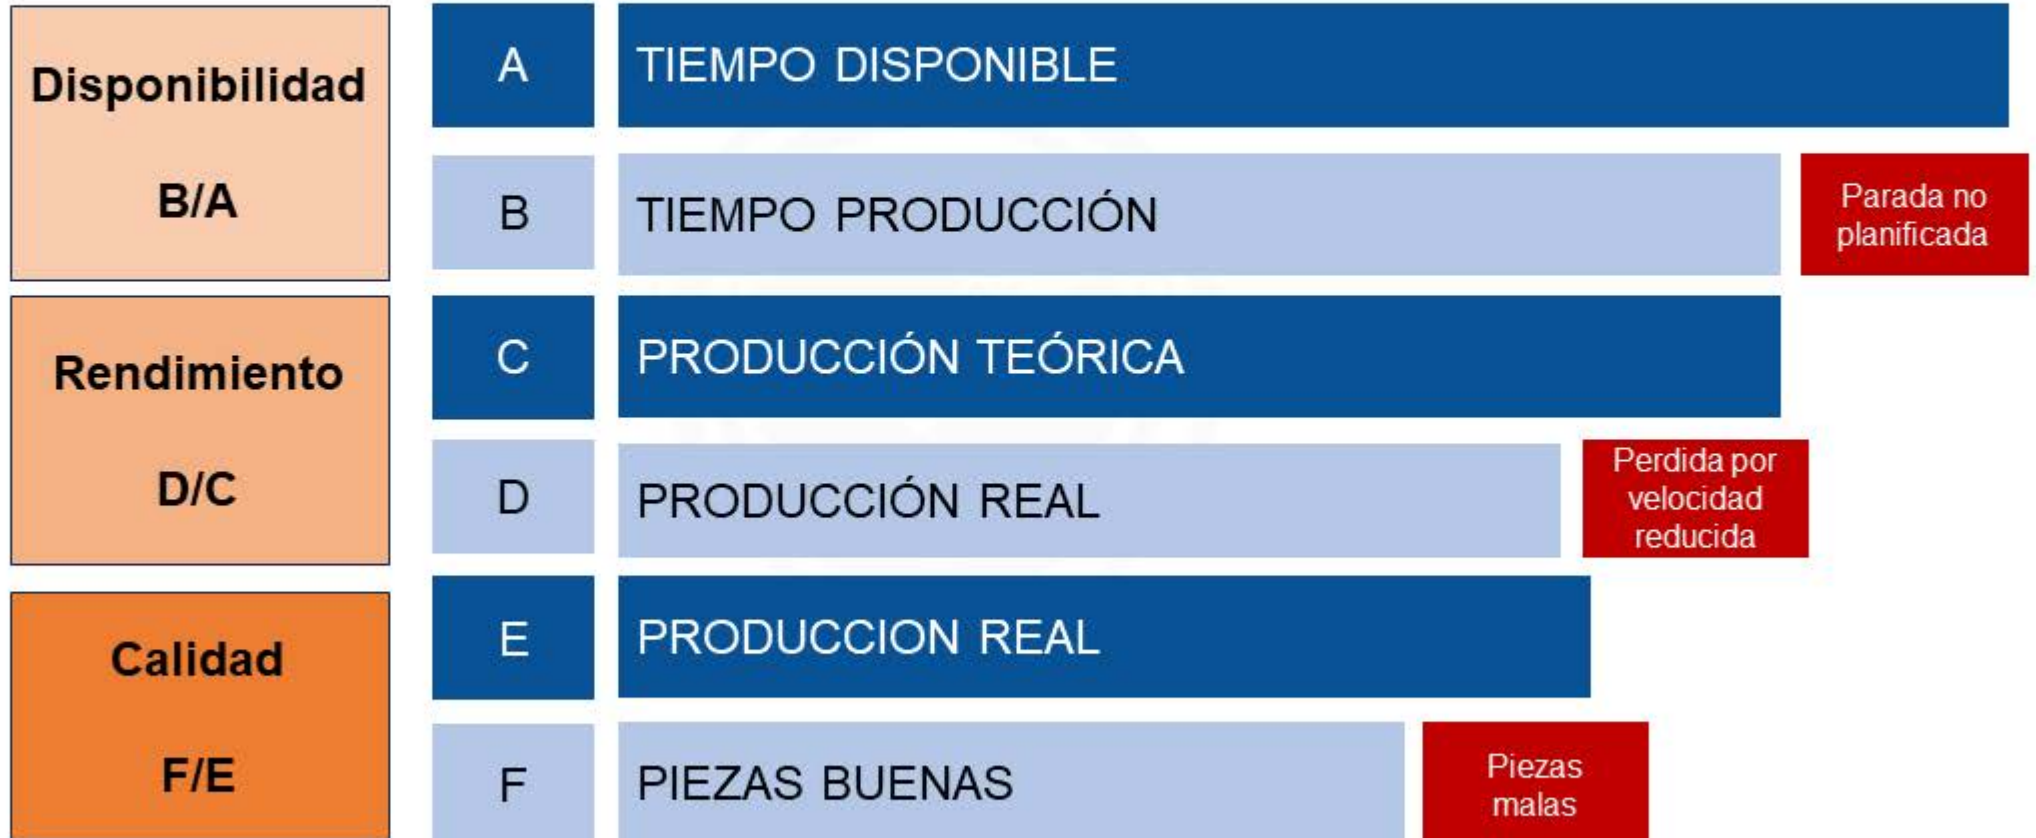 Disponibilidad
B/A
A
TIEMPO DISPONIBLE
B
TIEMPO PRODUCCIÓN
Parada no
planificada
Rendimiento
D/C
C
PRODUCCIÓN TEÓRICA
D
PRODUCCIÓN REAL
Perdida por
velocidad
reducida
Calidad
F/E
E
PRODUCCION REAL
F
PIEZAS BUENAS
Piezas
malas